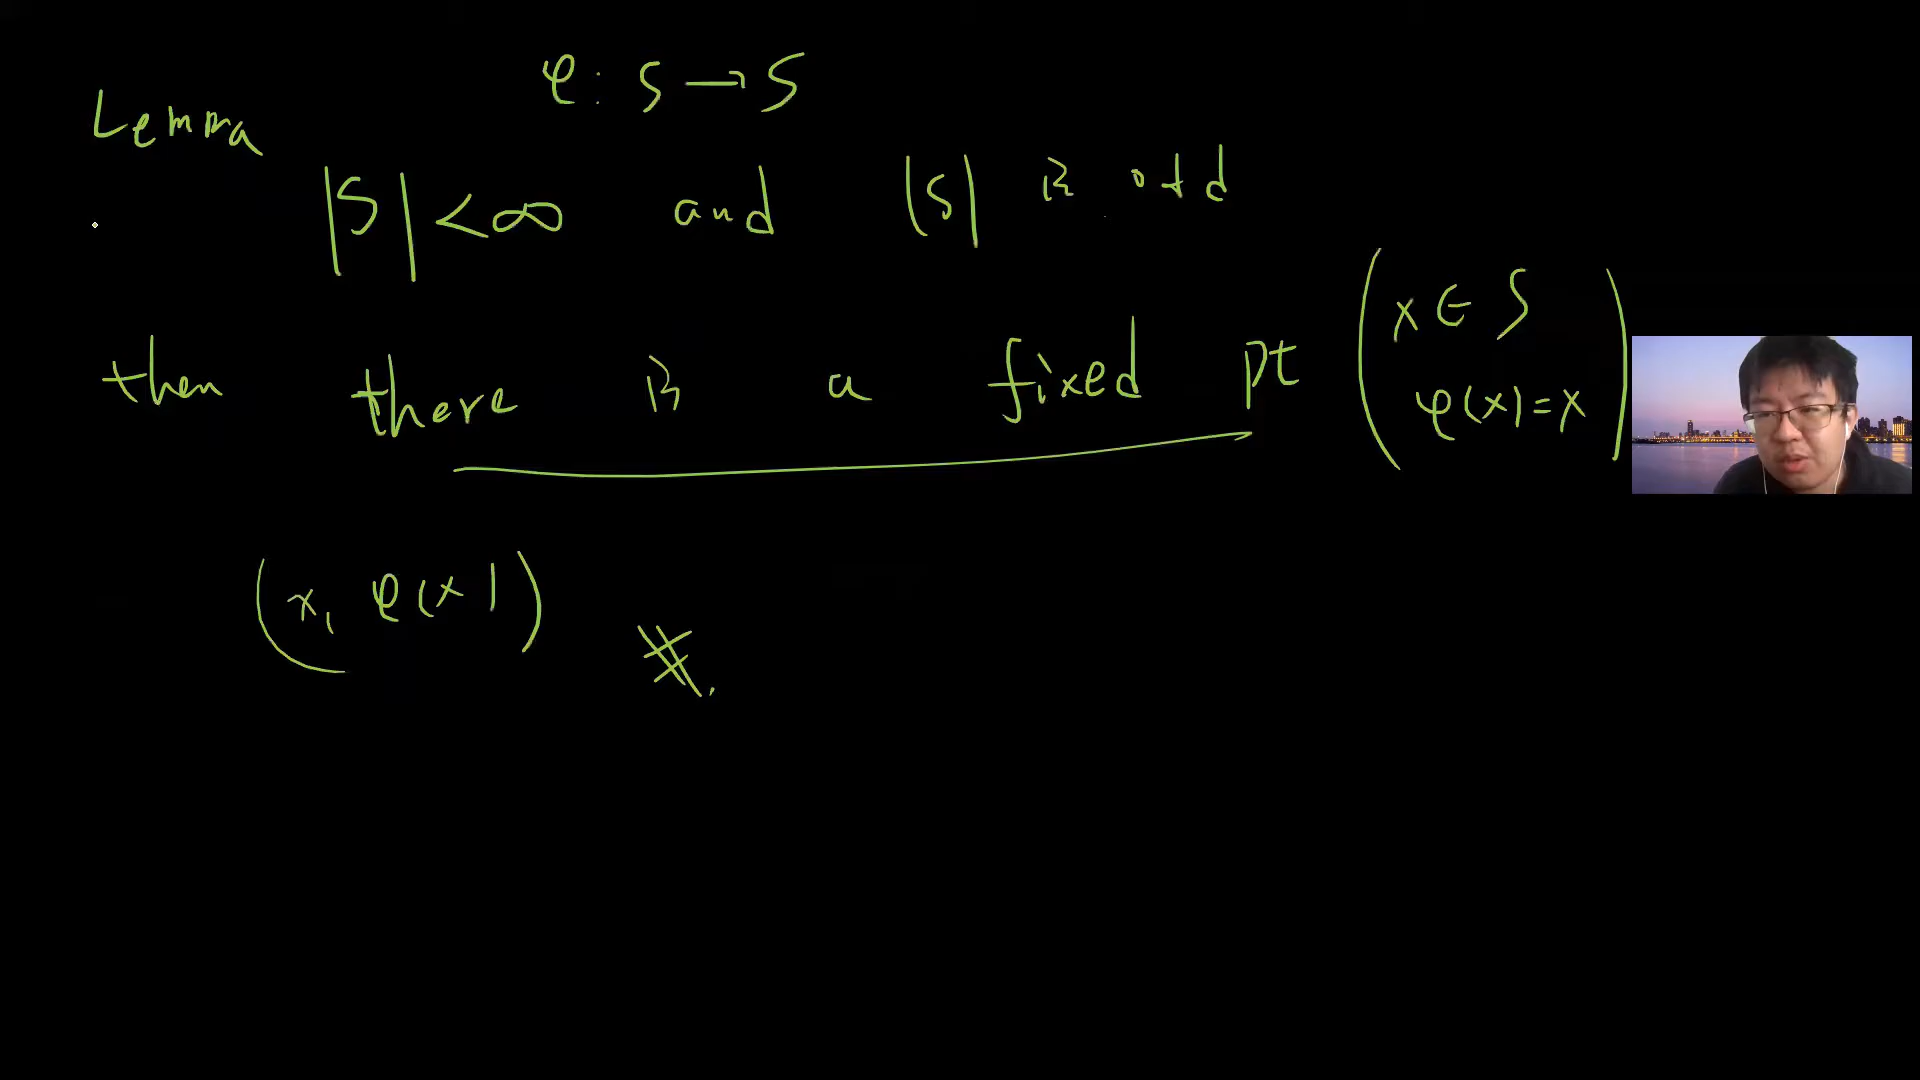 φ: S → S
Lemma
|S| < ∞ and |S| is odd
then there is a fixed pt ( x ∈ S
φ(x) = x )
(x, φ(x))